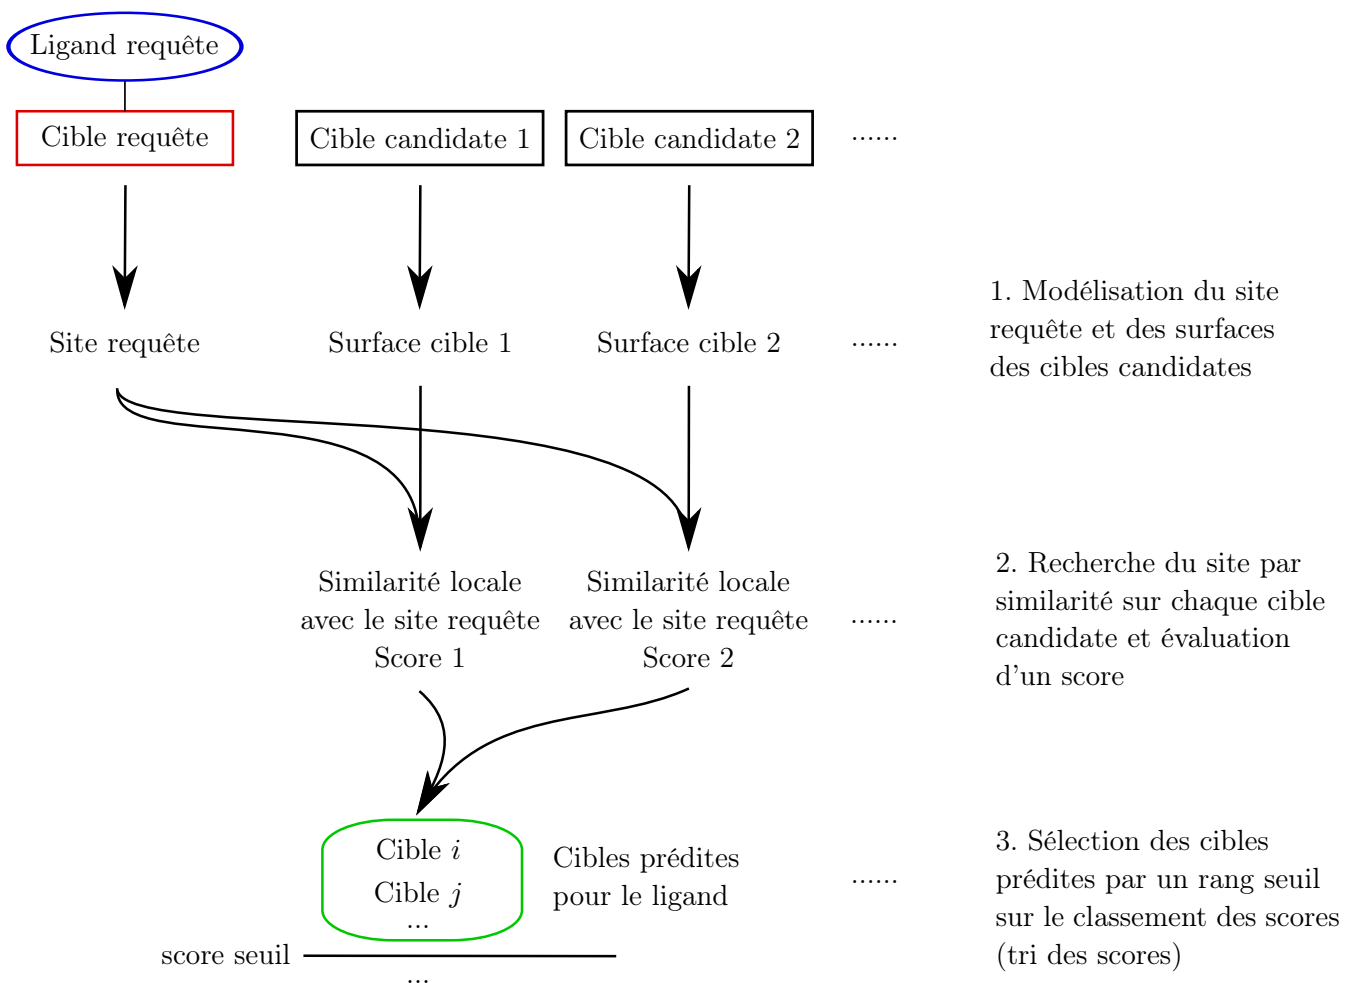 Ligand requête
Cible requête
Cible candidate 1
Cible candidate 2
......
Site requête
Surface cible 1
Surface cible 2
......
1. Modélisation du site
requête et des surfaces
des cibles candidates
Similarité locale
avec le site requête
Score 1
Similarité locale
avec le site requête
Score 2
......
2. Recherche du site par
similarité sur chaque cible
candidate et évaluation
d'un score
Cible i
Cible j
...
Cibles prédites
pour le ligand
......
3. Sélection des cibles
prédites par un rang seuil
sur le classement des scores
(tri des scores)
score seuil
...